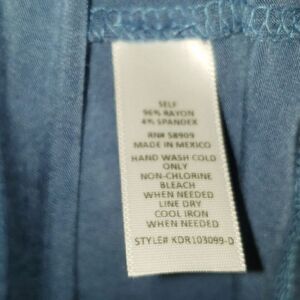 SELF
96% RAYON
4% SPANDEX
RN# 58909
MADE IN MEXICO
HAND WASH COLD
ONLY
NON-CHLORINE
BLEACH
WHEN NEEDED
LINE DRY
COOL IRON
WHEN NEEDED
STYLE# KDR103099-D